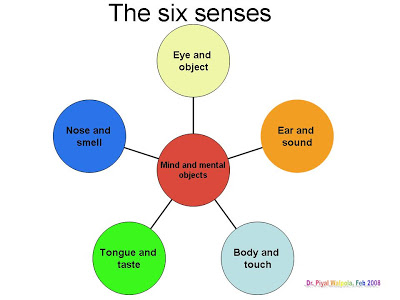 The six senses
Eye and
object
Nose and
smell
Ear and
sound
Mind and mental
objects
Tongue and
taste
Body and
touch
Dr. Piyal Walpola, Feb 2008